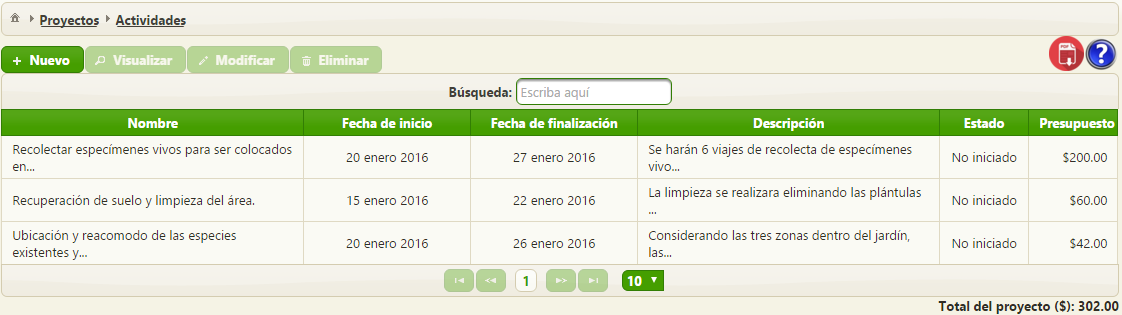 Proyectos Actividades
+ Nuevo Visualizar Modificar Eliminar PDF ?
Búsqueda: Escriba aquí
Nombre Fecha de inicio Fecha de finalización Descripción Estado Presupuesto
Recolectar especímenes vivos para ser colocados en... 20 enero 2016 27 enero 2016 Se harán 6 viajes de recolecta de especímenes vivo... No iniciado $200.00
Recuperación de suelo y limpieza del área. 15 enero 2016 22 enero 2016 La limpieza se realizara eliminando las plántulas ... No iniciado $60.00
Ubicación y reacomodo de las especies existentes y... 20 enero 2016 26 enero 2016 Considerando las tres zonas dentro del jardín, las... No iniciado $42.00
1 10
Total del proyecto ($): 302.00